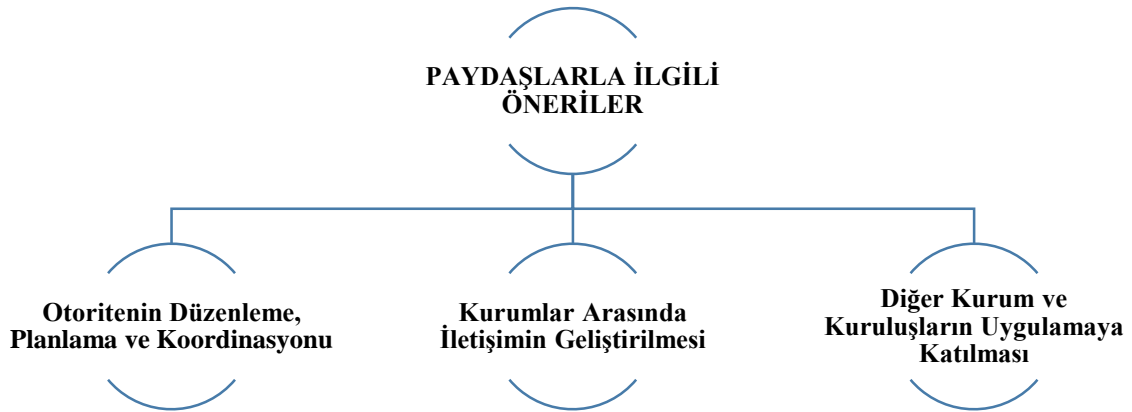 PAYDAŞLARLA İLGİLİ
ÖNERİLER
Otoritenin Düzenleme,
Planlama ve Koordinasyonu
Kurumlar Arasında
İletişimin Geliştirilmesi
Diğer Kurum ve
Kuruluşların Uygulamaya
Katılması